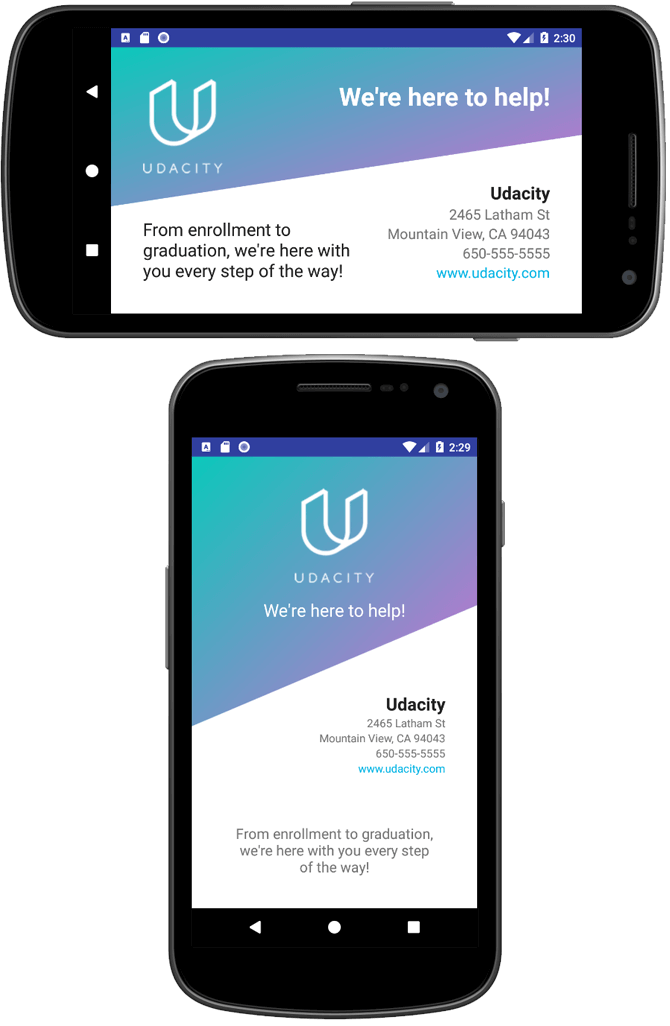 2:30
UDACITY
We're here to help!
Udacity
2465 Latham St
Mountain View, CA 94043
650-555-5555
www.udacity.com
From enrollment to
graduation, we're here with
you every step of the way!
A
2:29
UDACITY
We're here to help!
Udacity
2465 Latham St
Mountain View, CA 94043
650-555-5555
www.udacity.com
From enrollment to graduation,
we're here with you every step
of the way!